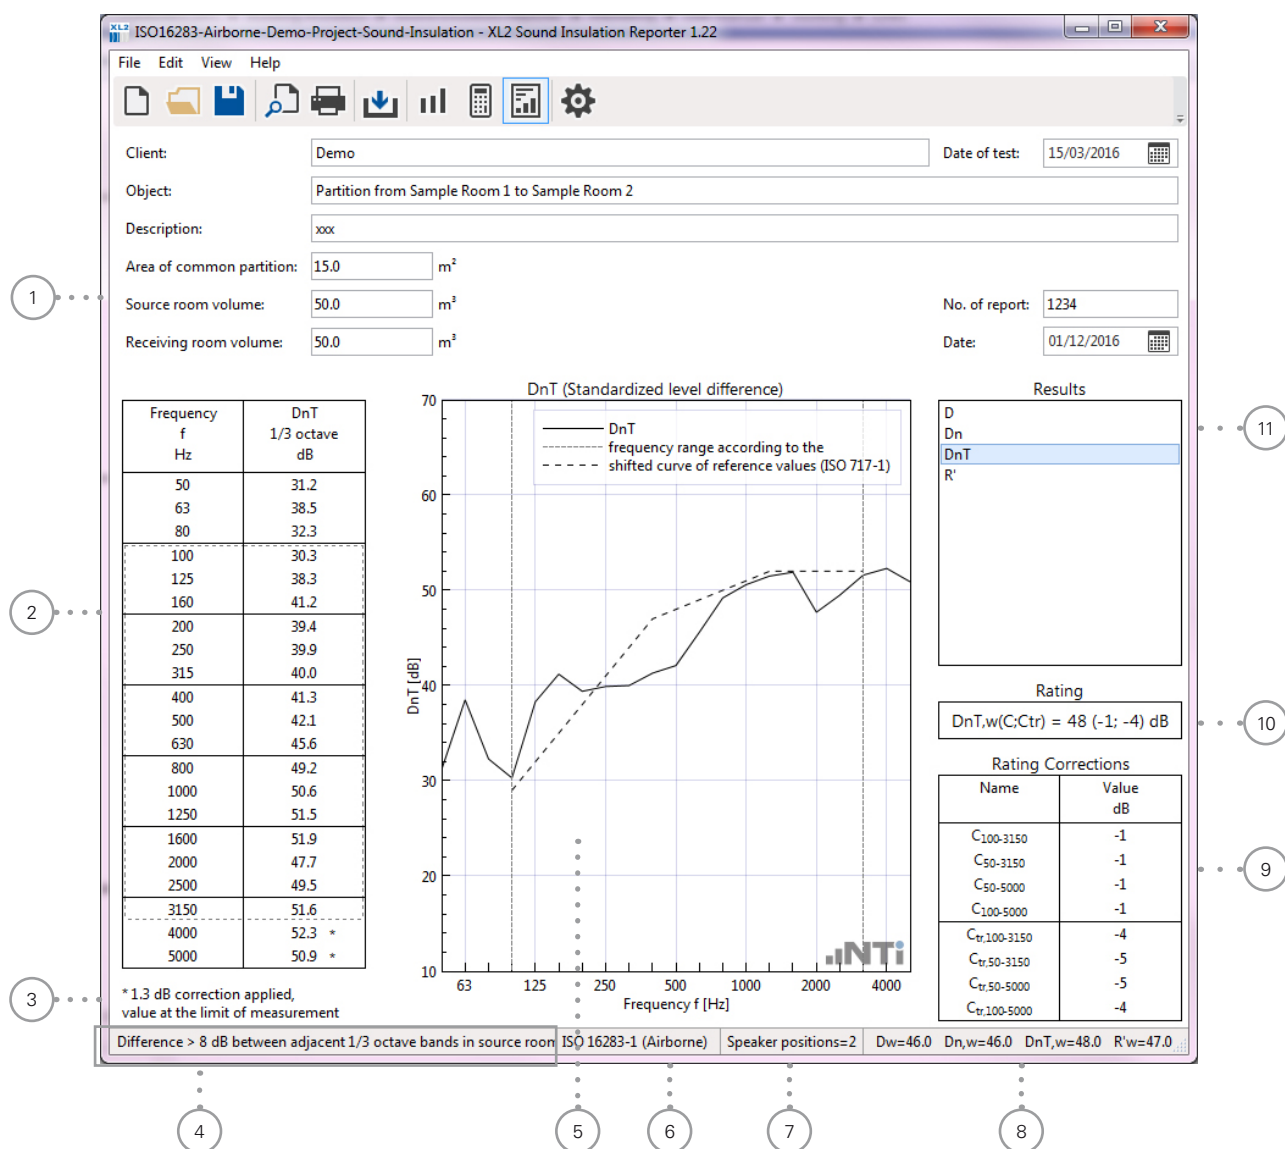 XL2 ISO16283-Airborne-Demo-Project-Sound-Insulation - XL2 Sound Insulation Reporter 1.22
File Edit View Help
Client: Demo Date of test: 15/03/2016
Object: Partition from Sample Room 1 to Sample Room 2
Description: xxx
Area of common partition: 15.0 m²
1
Source room volume: 50.0 m³ No. of report: 1234
Receiving room volume: 50.0 m³ Date: 01/12/2016
Frequency DnT
f 1/3 octave
Hz dB
50 31.2
63 38.5
80 32.3
100 30.3
125 38.3
160 41.2
200 39.4
250 39.9
315 40.0
400 41.3
500 42.1
630 45.6
800 49.2
1000 50.6
1250 51.5
1600 51.9
2000 47.7
2500 49.5
3150 51.6
4000 52.3 *
5000 50.9 *
2
* 1.3 dB correction applied,
value at the limit of measurement
3
DnT (Standardized level difference)
DnT
frequency range according to the
shifted curve of reference values (ISO 717-1)
70
60
50
40
30
20
10
DnT [dB]
63 125 250 500 1000 2000 4000
Frequency f [Hz]
NTi
Results
D
Dn
DnT
R'
11
Rating
DnT,w(C;Ctr) = 48 (-1; -4) dB
10
Rating Corrections
Name Value
dB
C100-3150 -1
C50-3150 -1
C50-5000 -1
C100-5000 -1
Ctr,100-3150 -4
Ctr,50-3150 -5
Ctr,50-5000 -5
Ctr,100-5000 -4
9
Difference > 8 dB between adjacent 1/3 octave bands in source room ISO 16283-1 (Airborne) Speaker positions=2 Dw=46.0 Dn,w=46.0 DnT,w=48.0 R'w=47.0
4 5 6 7 8